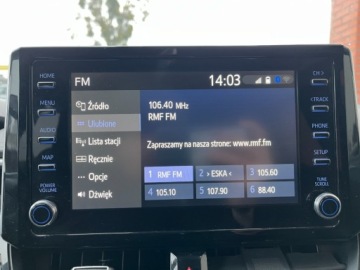 FM
14:03
HOME
MENU
AUDIO
MAP
POWER
VOLUME
Źródło
Ulubione
Lista stacji
Ręcznie
Opcje
Dźwięk
106.40 MHz
RMF FM
Zapraszamy na nasza strone: www.rmf.fm
1 RMF FM
2 >ESKA<
3 105.60
4 105.10
5 107.90
6 88.40
CH >
< TRACK
PHONE
SETUP
TUNE
SCROLL